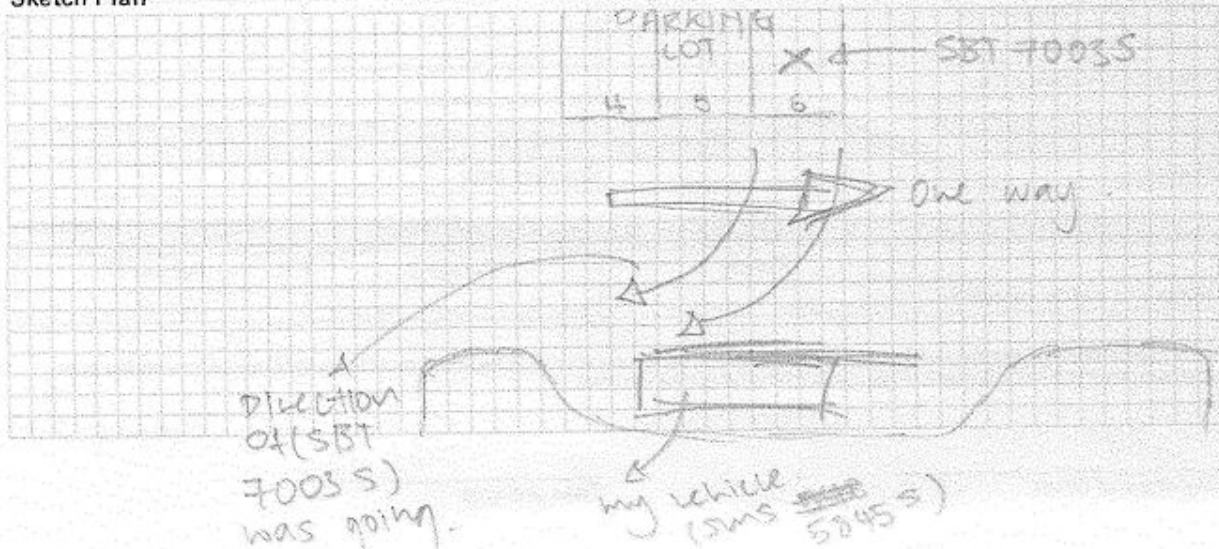 Sketch Plan
PARKING
LOT
SBT 7003S
4 5 6
One way.
Direction
of (SBT
7003 S)
was going.
my vehicle
(SMS
5845 S)